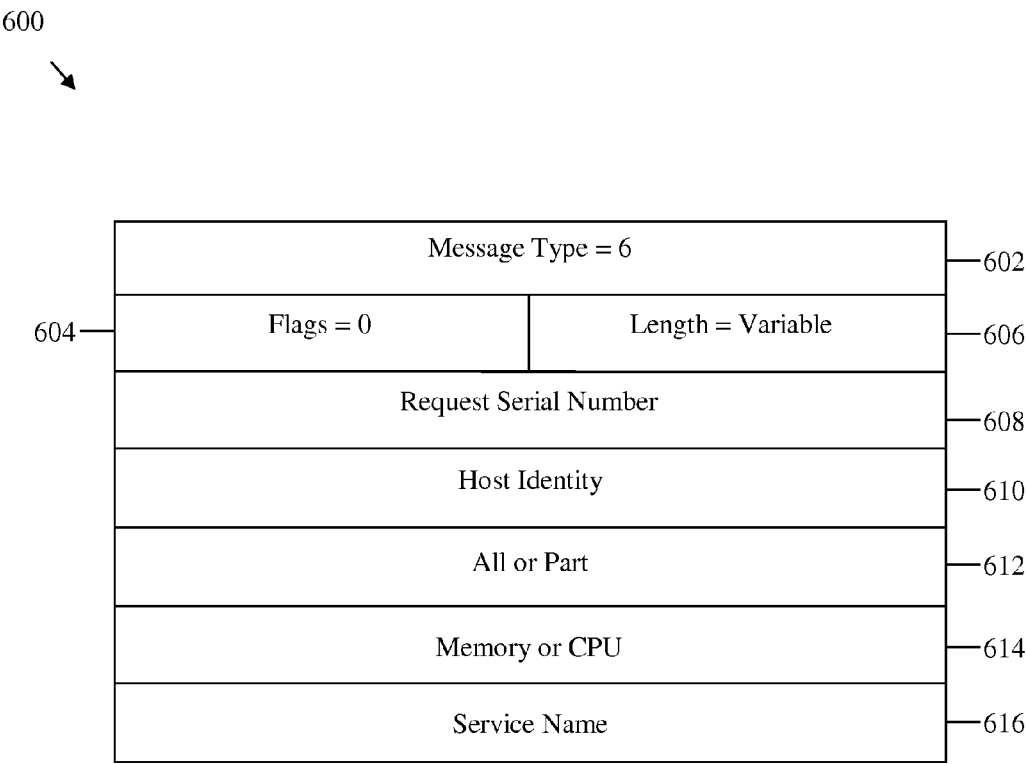 600
Message Type = 6
602
604
Flags = 0
Length = Variable
606
Request Serial Number
608
Host Identity
610
All or Part
612
Memory or CPU
614
Service Name
616